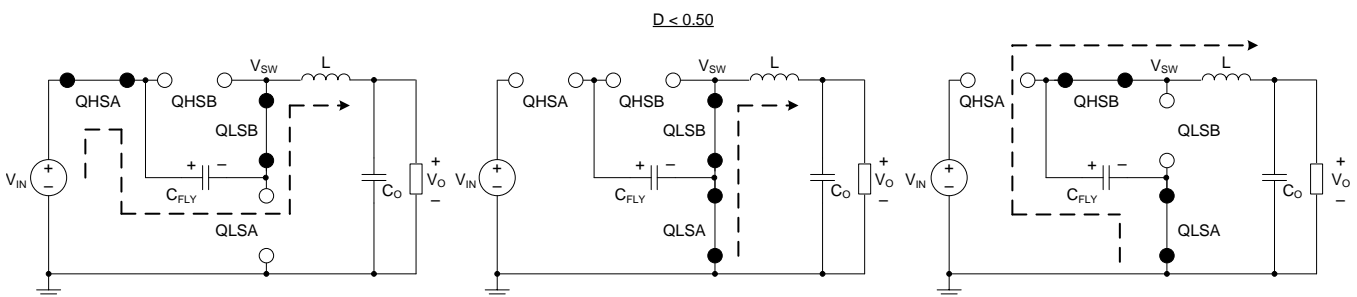 D < 0.50
V_SW L
QHSA QHSB
QLSB
V_IN + − + − C_FLY C_O + V_O −
QLSA
V_SW L
QHSA QHSB
QLSB
V_IN + − + − C_FLY C_O + V_O −
QLSA
V_SW L
QHSA QHSB
QLSB
V_IN + − + − C_FLY C_O + V_O −
QLSA